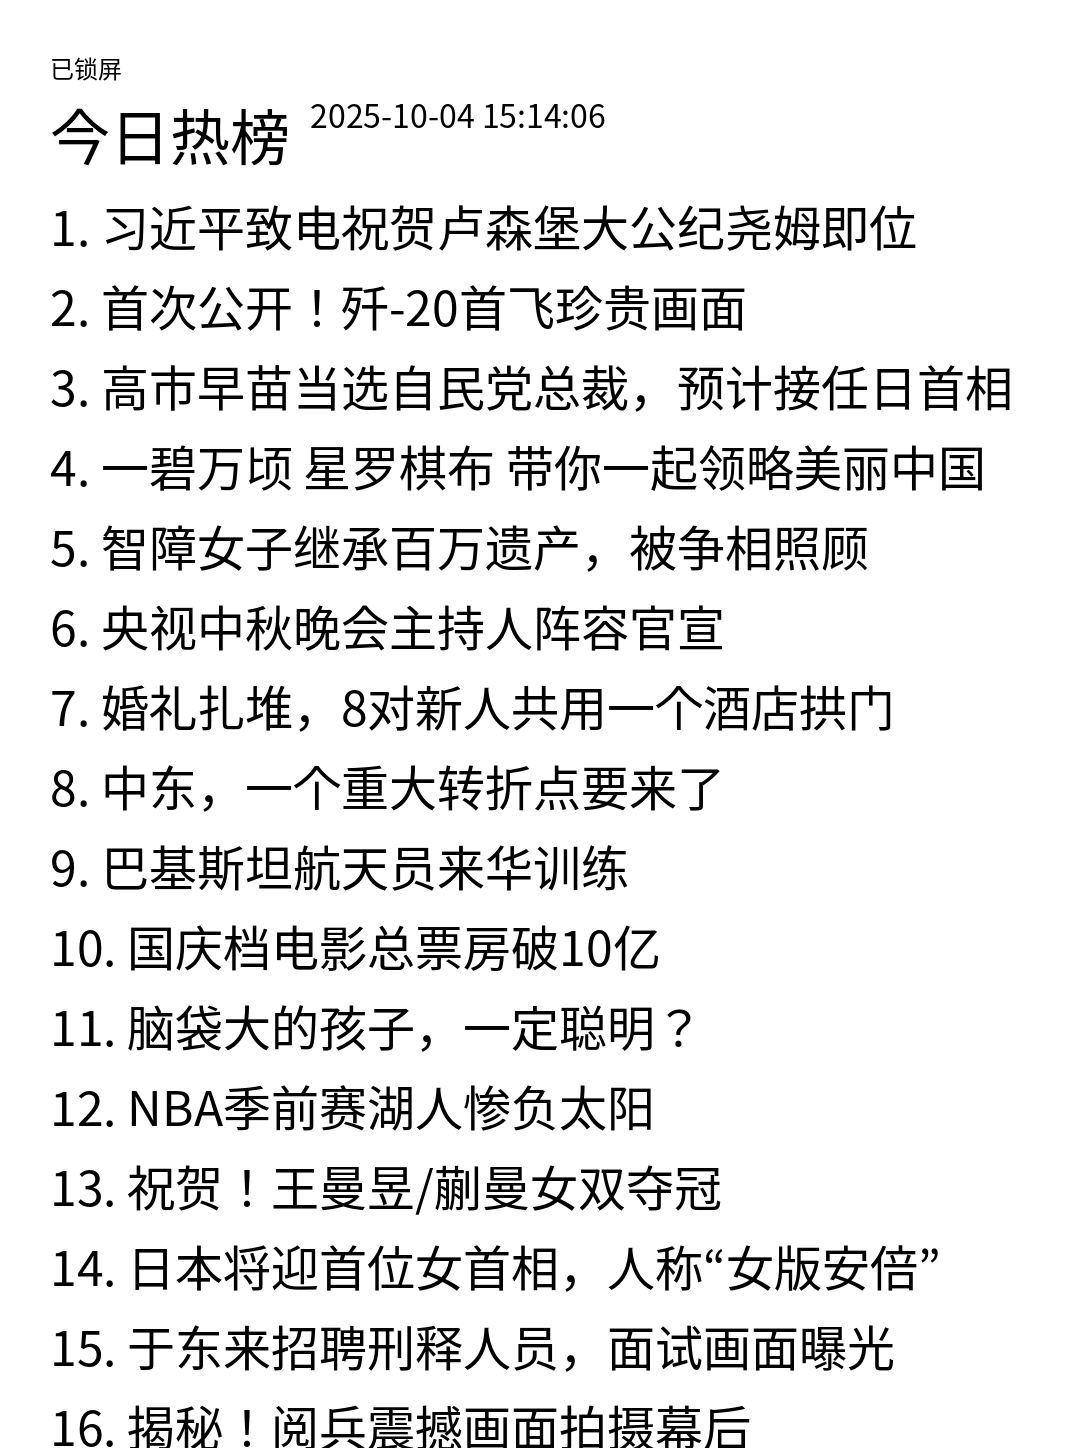 已锁屏
今日热榜 2025-10-04 15:14:06
1. 习近平致电祝贺卢森堡大公纪尧姆即位
2. 首次公开！歼-20首飞珍贵画面
3. 高市早苗当选自民党总裁，预计接任日首相
4. 一碧万顷 星罗棋布 带你一起领略美丽中国
5. 智障女子继承百万遗产，被争相照顾
6. 央视中秋晚会主持人阵容官宣
7. 婚礼扎堆，8对新人共用一个酒店拱门
8. 中东，一个重大转折点要来了
9. 巴基斯坦航天员来华训练
10. 国庆档电影总票房破10亿
11. 脑袋大的孩子，一定聪明？
12. NBA季前赛湖人惨负太阳
13. 祝贺！王曼昱/蒯曼女双夺冠
14. 日本将迎首位女首相，人称“女版安倍”
15. 于东来招聘刑释人员，面试画面曝光
16. 揭秘！阅兵震撼画面拍摄幕后